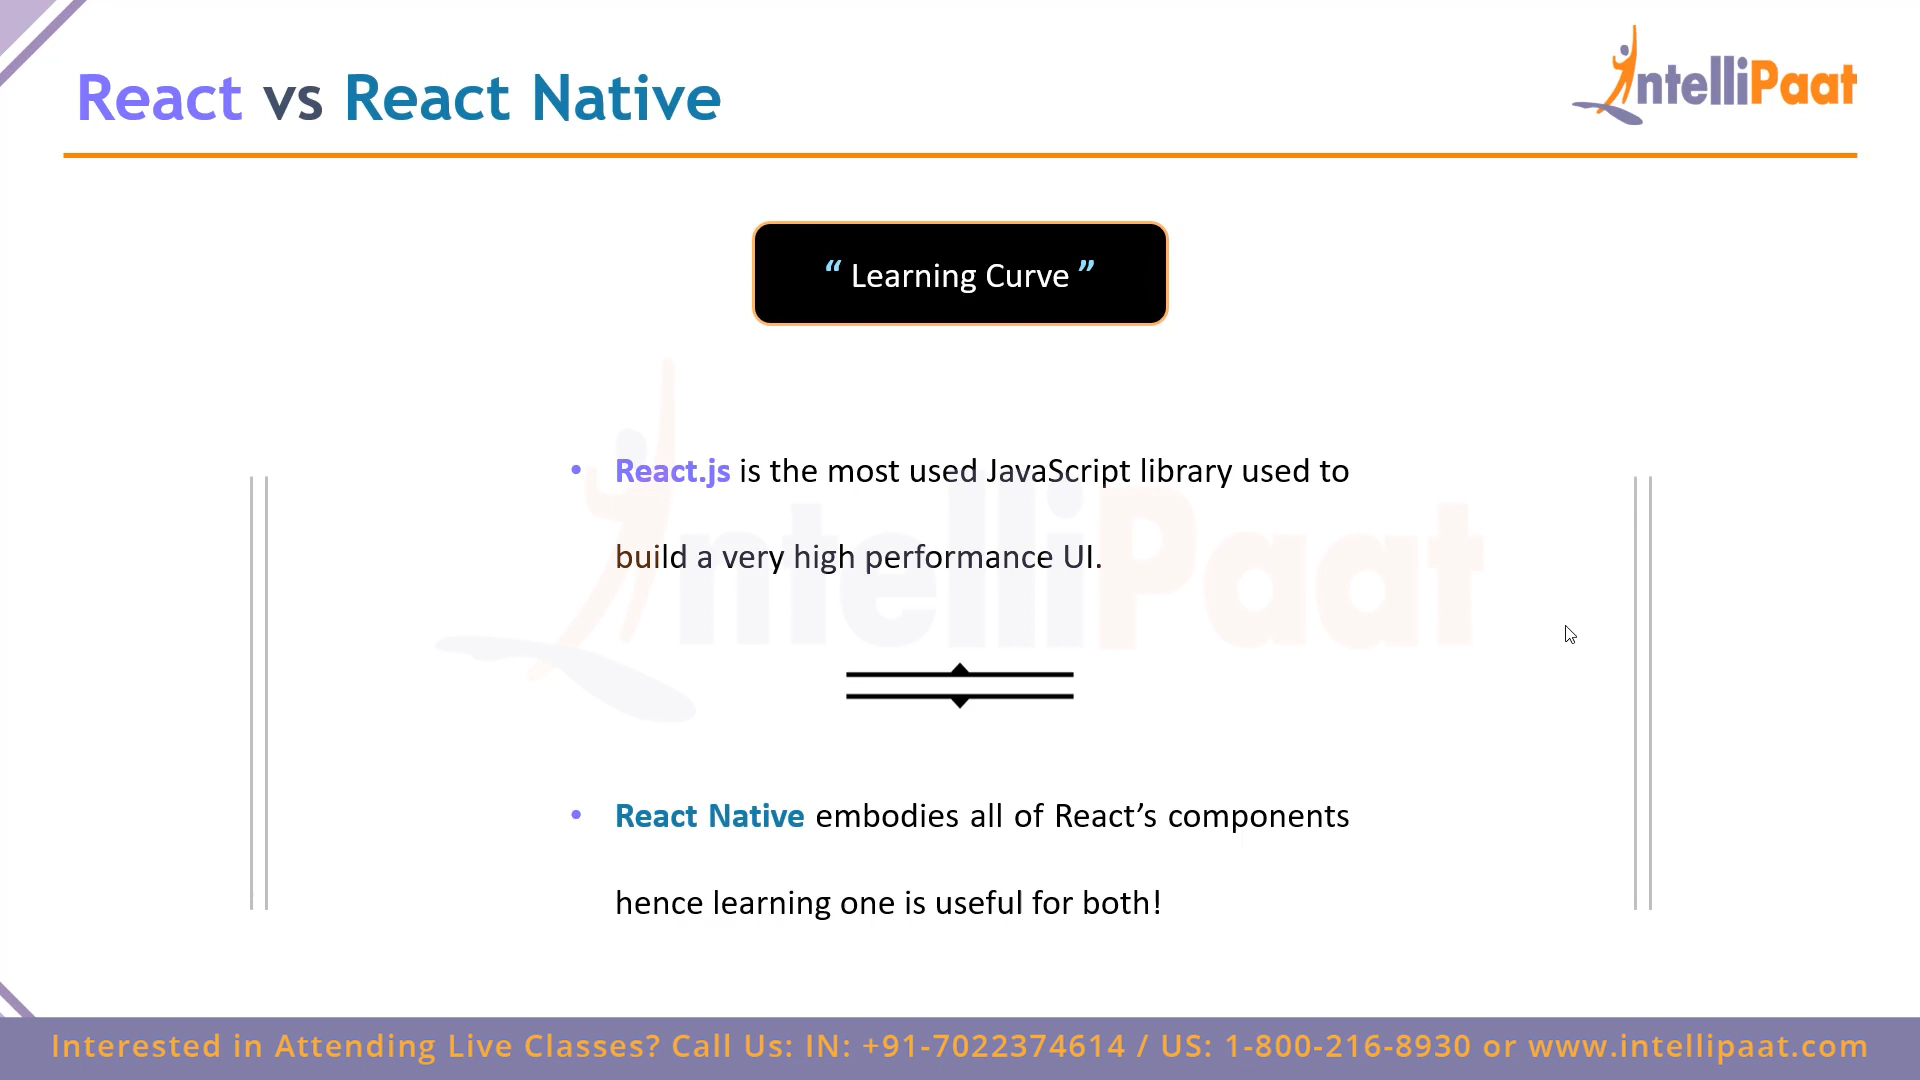 React vs React Native
IntelliPaat
“ Learning Curve ”
• React.js is the most used JavaScript library used to
build a very high performance UI.
IntelliPaat
• React Native embodies all of React’s components
hence learning one is useful for both!
Interested in Attending Live Classes? Call Us: IN: +91-7022374614 / US: 1-800-216-8930 or www.intellipaat.com